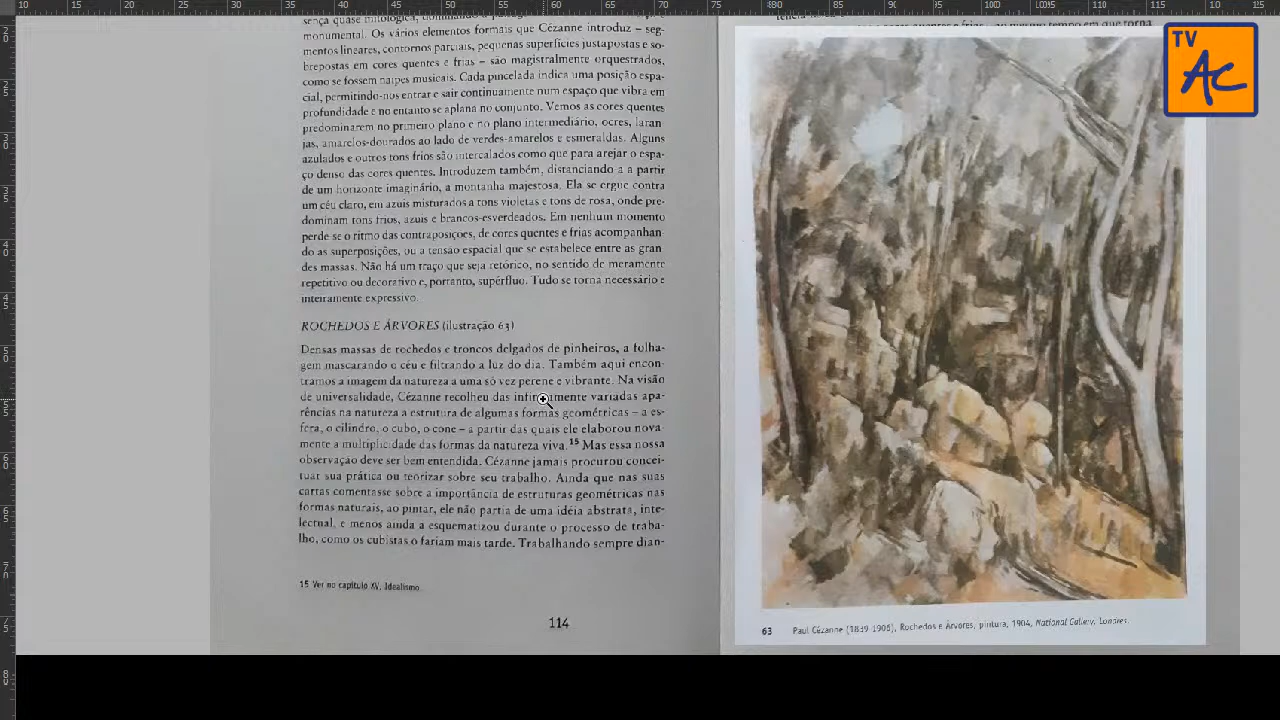 monumental. Os vários elementos formais que Cézanne introduz – seg-
mentos lineares, contornos parciais, pequenas superfícies justapostas e so-
brepostas em cores quentes e frias – são magistralmente orquestrados,
como se fossem naipes musicais. Cada pincelada indica uma posição espa-
cial, permitindo-nos entrar e sair continuamente num espaço que vibra em
profundidade e no entanto se aplana no conjunto. Vemos as cores quentes
predominarem no primeiro plano e no plano intermediário, ocres, laran-
jas, amarelos-dourados ao lado de verdes-amarelos e esmeraldas. Alguns
azulados e outros tons frios são intercalados como que para arejar o espa-
ço denso das cores quentes. Introduzem também, distanciando a a partir
de um horizonte imaginário, a montanha majestosa. Ela se ergue contra
um céu claro, em azuis misturados a tons violetas e tons de rosa, onde pre-
dominam tons frios, azuis e brancos-esverdeados. Em nenhum momento
perde se o ritmo das contraposições, de cores quentes e frias acompanhan-
do as superposições, ou a tensão espacial que se estabelece entre as gran-
des massas. Não há um traço que seja retórico, no sentido de meramente
repetitivo ou decorativo e, portanto, supérfluo. Tudo se torna necessário e
inteiramente expressivo.
ROCHEDOS E ÁRVORES (ilustração 63)
Densas massas de rochedos e troncos delgados de pinheiros, a folha-
gem mascarando o céu e filtrando a luz do dia. Também aqui encon-
tramos a imagem da natureza a uma só vez perene e vibrante. Na visão
de universalidade, Cézanne recolheu das infinitamente variadas apa-
rências na natureza a estrutura de algumas formas geométricas – a es-
fera, o cilindro, o cubo, o cone – a partir das quais ele elaborou nova-
mente a multiplicidade das formas da natureza viva.15 Mas essa nossa
observação deve ser bem entendida. Cézanne jamais procurou concei-
tuar sua prática ou teorizar sobre seu trabalho. Ainda que nas suas
cartas comentasse sobre a importância de estruturas geométricas nas
formas naturais, ao pintar, ele não partia de uma idéia abstrata, inte-
lectual, e menos ainda a esquematizou durante o processo de traba-
lho, como os cubistas o fariam mais tarde. Trabalhando sempre dian-
15 Ver no capítulo XV, Idealismo.
114
63 Paul Cézanne (1839-1906), Rochedos e Árvores, pintura, 1904, National Gallery, Londres.
TV
AC